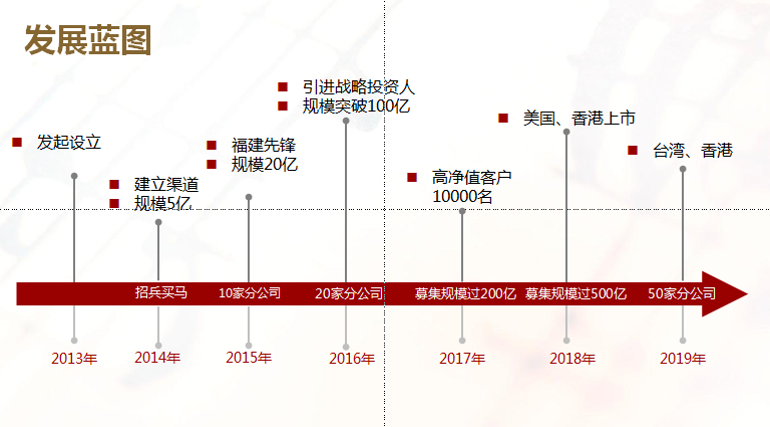 发展蓝图
发起设立
建立渠道
规模5亿
福建先锋
规模20亿
引进战略投资人
规模突破100亿
高净值客户
10000名
美国、香港上市
台湾、香港
招兵买马
10家分公司
20家分公司
募集规模过200亿
募集规模过500亿
50家分公司
2013年
2014年
2015年
2016年
2017年
2018年
2019年